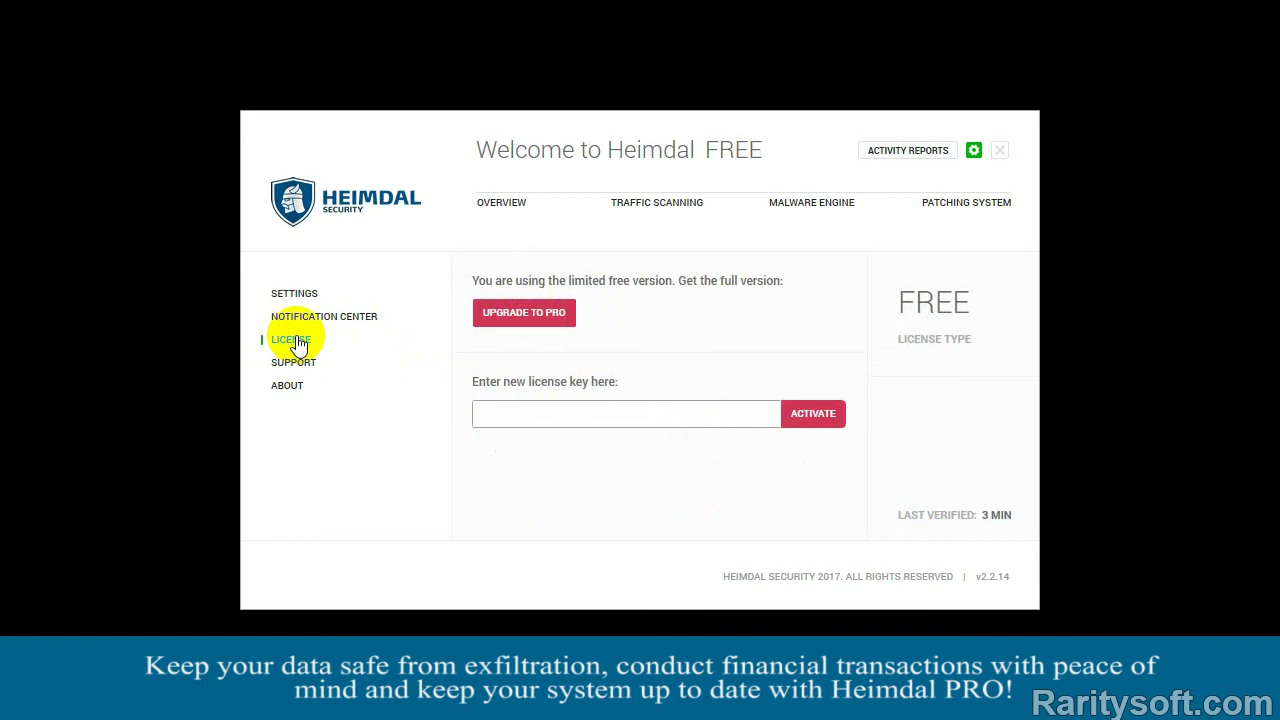 Welcome to Heimdal FREE
ACTIVITY REPORTS
HEIMDAL
SECURITY
OVERVIEW
TRAFFIC SCANNING
MALWARE ENGINE
PATCHING SYSTEM
SETTINGS
NOTIFICATION CENTER
LICENSE
SUPPORT
ABOUT
You are using the limited free version. Get the full version:
UPGRADE TO PRO
Enter new license key here:
ACTIVATE
FREE
LICENSE TYPE
LAST VERIFIED: 3 MIN
HEIMDAL SECURITY 2017. ALL RIGHTS RESERVED | v2.2.14
Keep your data safe from exfiltration, conduct financial transactions with peace of
mind and keep your system up to date with Heimdal PRO!
Raritysoft.com